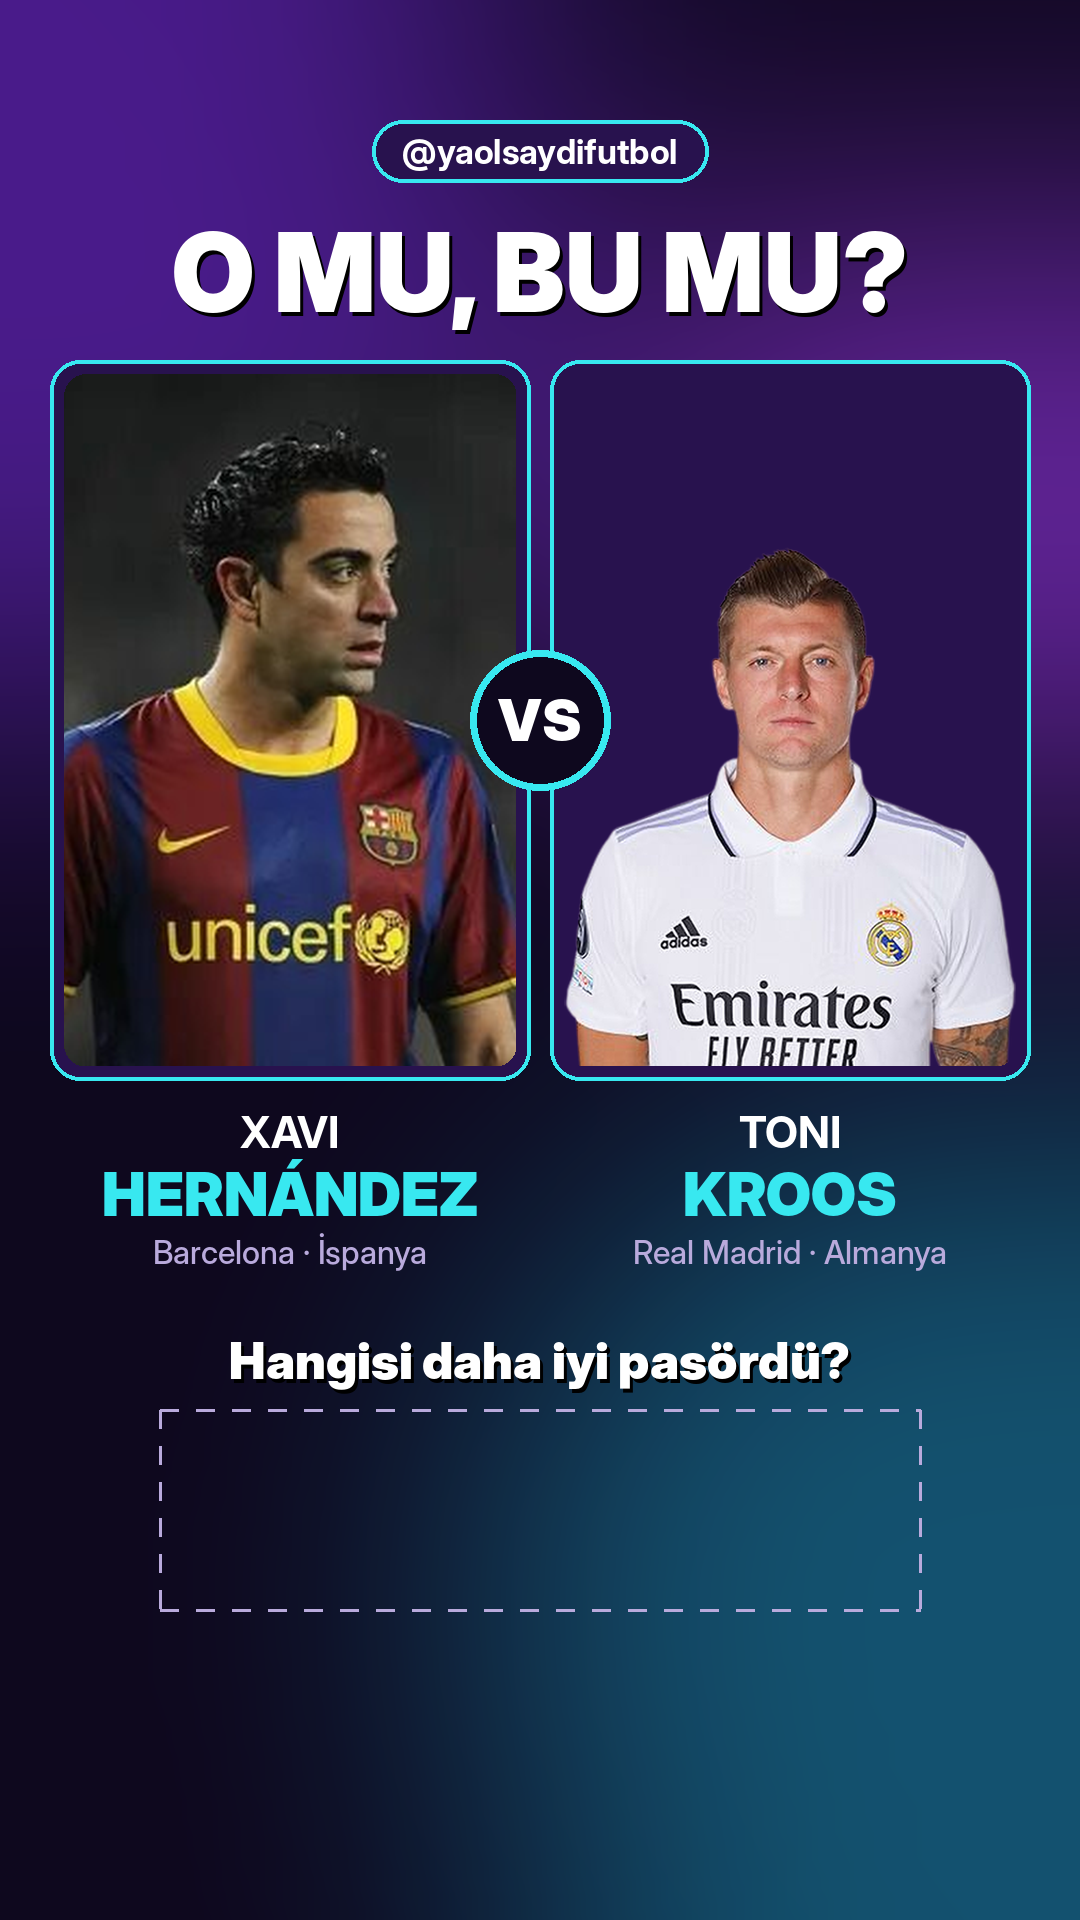 @yaolsaydifutbol
O MU, BU MU?
VS
unicef
adidas
Emirates
FLY BETTER
XAVI
TONI
HERNÁNDEZ
KROOS
Barcelona · İspanya
Real Madrid · Almanya
Hangisi daha iyi pasördü?